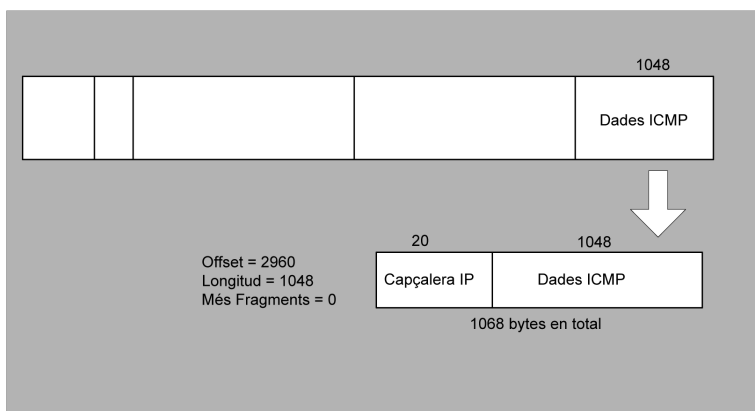 1048
Dades ICMP
20
1048
Offset = 2960
Longitud = 1048
Més Fragments = 0
Capçalera IP
Dades ICMP
1068 bytes en total